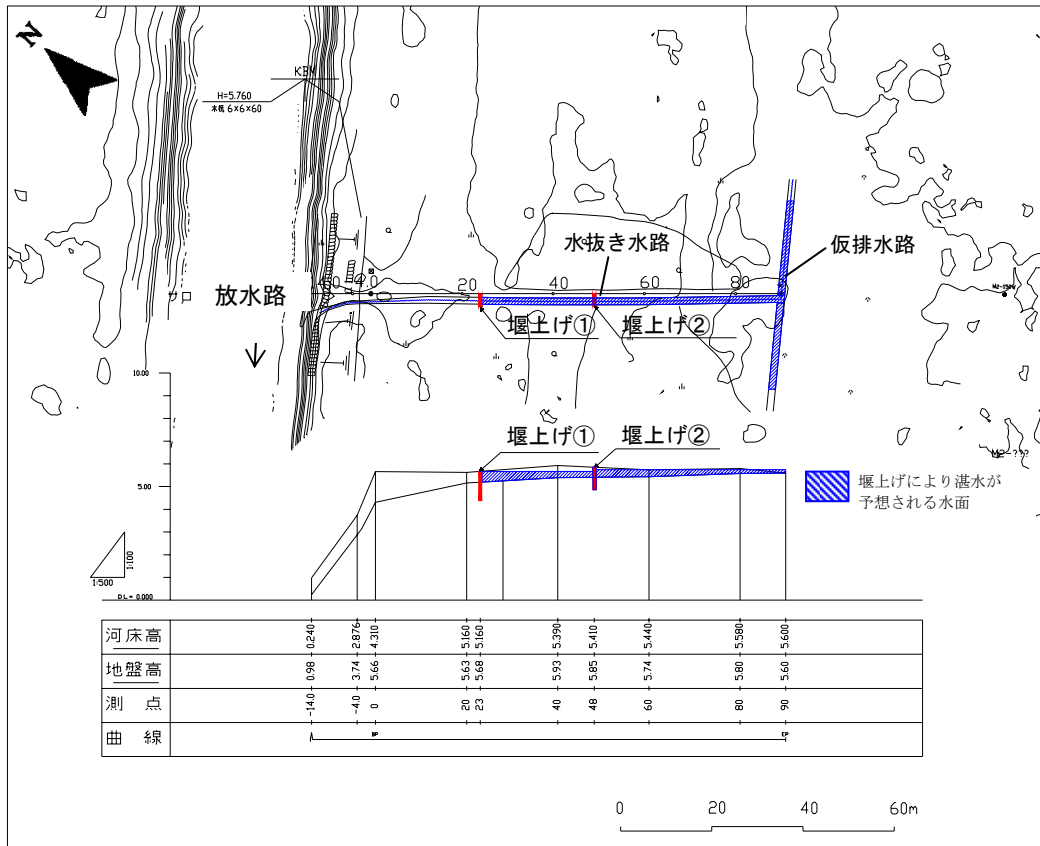 N
KBM
H=5.760
木杭 6×6×60
水抜き水路
仮排水路
放水路
20
40
60
80
堰上げ① 堰上げ②
10.00
堰上げ① 堰上げ②
M2-???
5.00
堰上げにより湛水が
予想される水面
1:100
1/500
DL= 0.000
河床高 0.240 2.876 4.310 5.160 5.160 5.390 5.410 5.440 5.580 5.600
地盤高 0.98 3.74 5.66 5.63 5.68 5.93 5.85 5.74 5.80 5.60
測点 -14.0 -4.0 0 20 23 40 48 60 80 90
曲線 BP EP
0 20 40 60m